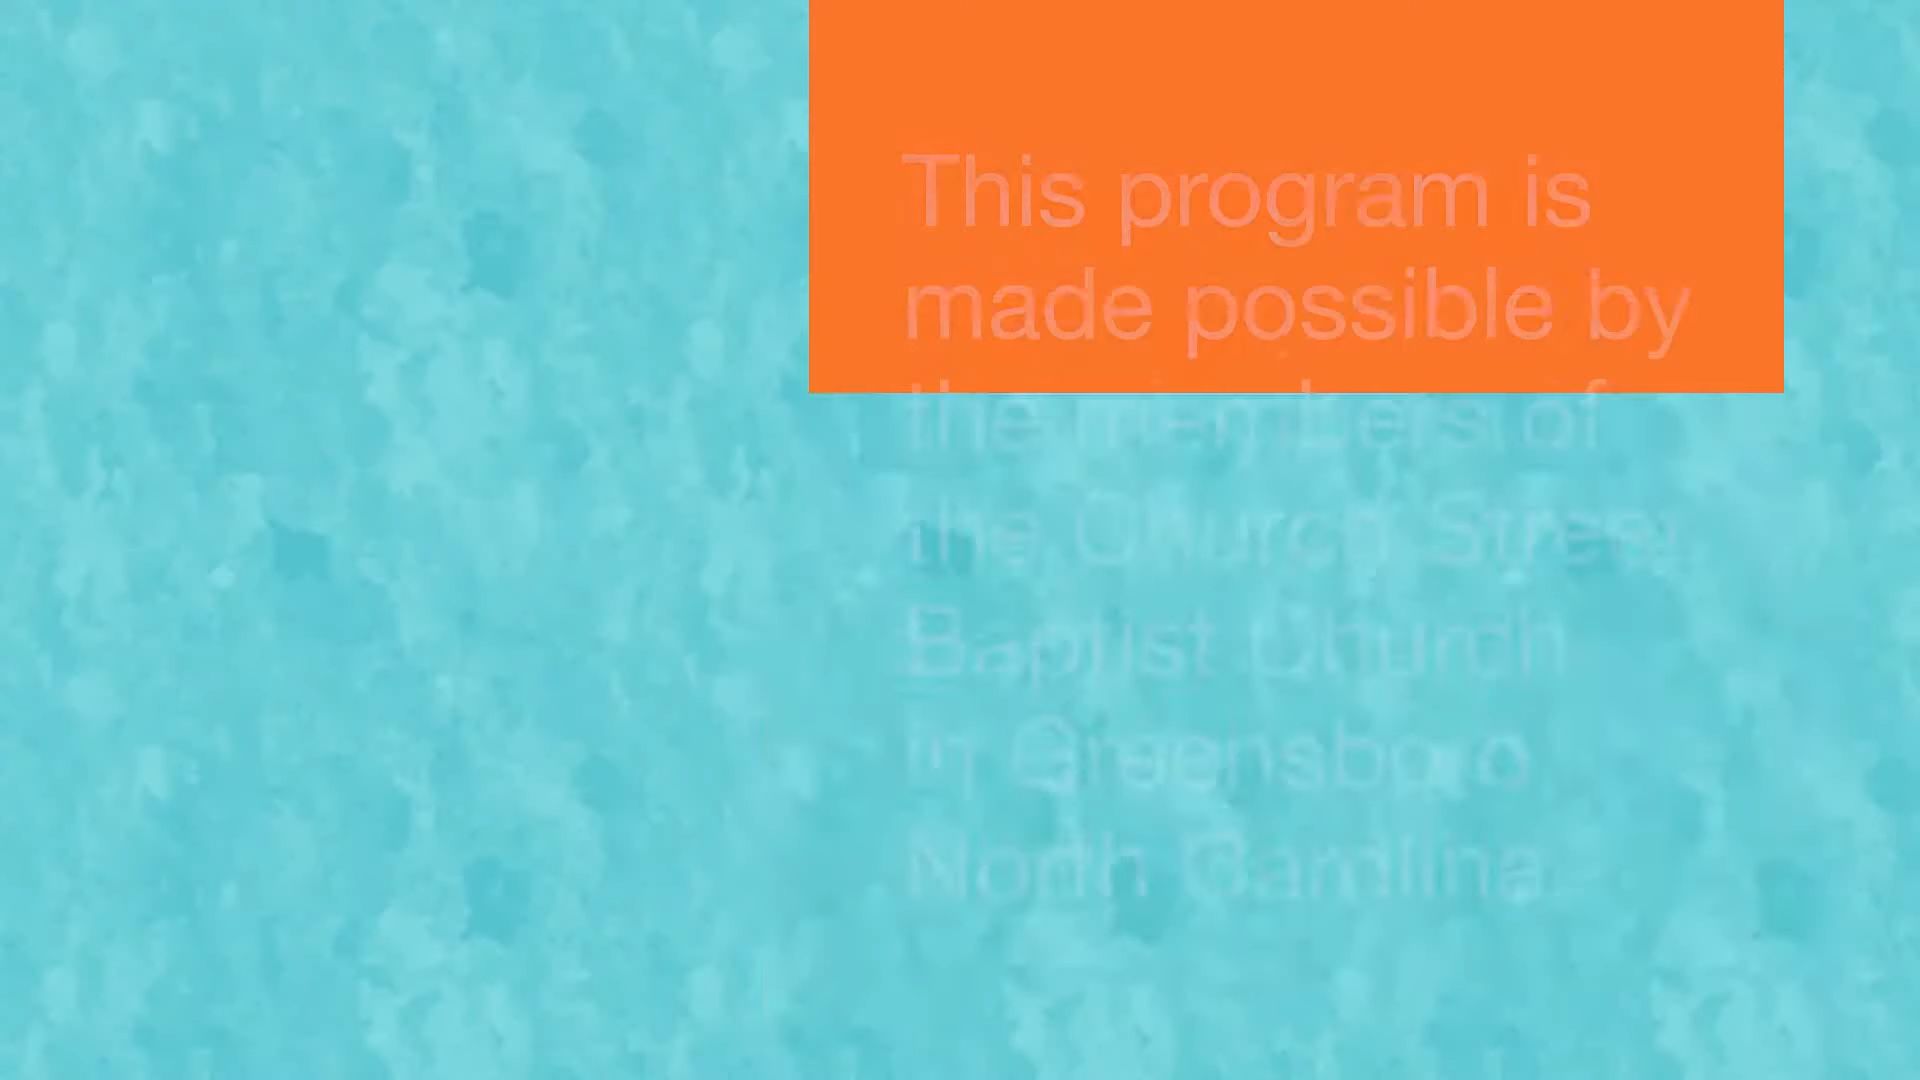 This program is
made possible by
the members of
the Church Street
Baptist Church
in Greensboro
North Carolina